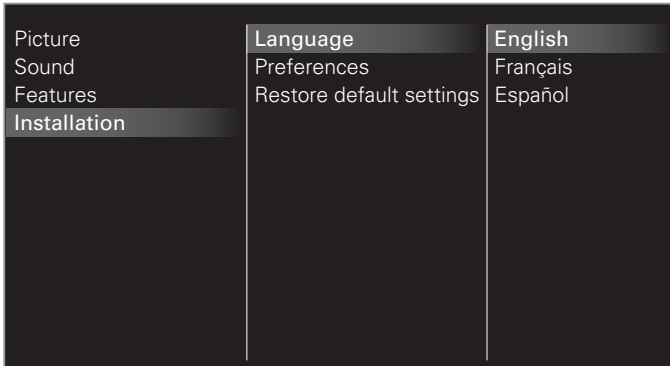 Picture
Sound
Features
Installation
Language
Preferences
Restore default settings
English
Français
Español